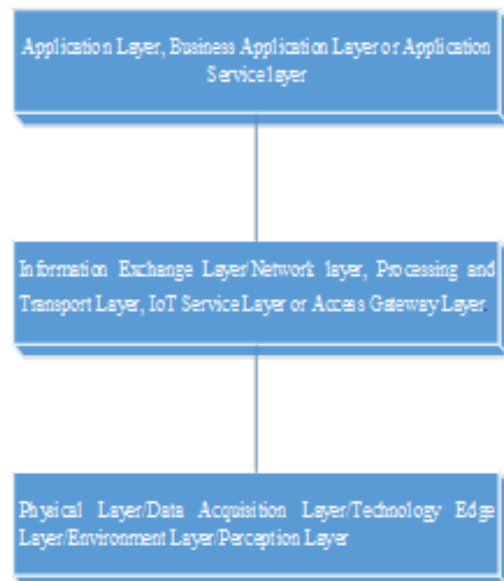 Application Layer, Business Application Layer or Application
Service layer
Information Exchange Layer/Network layer, Processing and
Transport Layer, IoT Service Layer or Access Gateway Layer.
Physical Layer/Data Acquisition Layer/Technology Edge
Layer/Environment Layer/Perception Layer